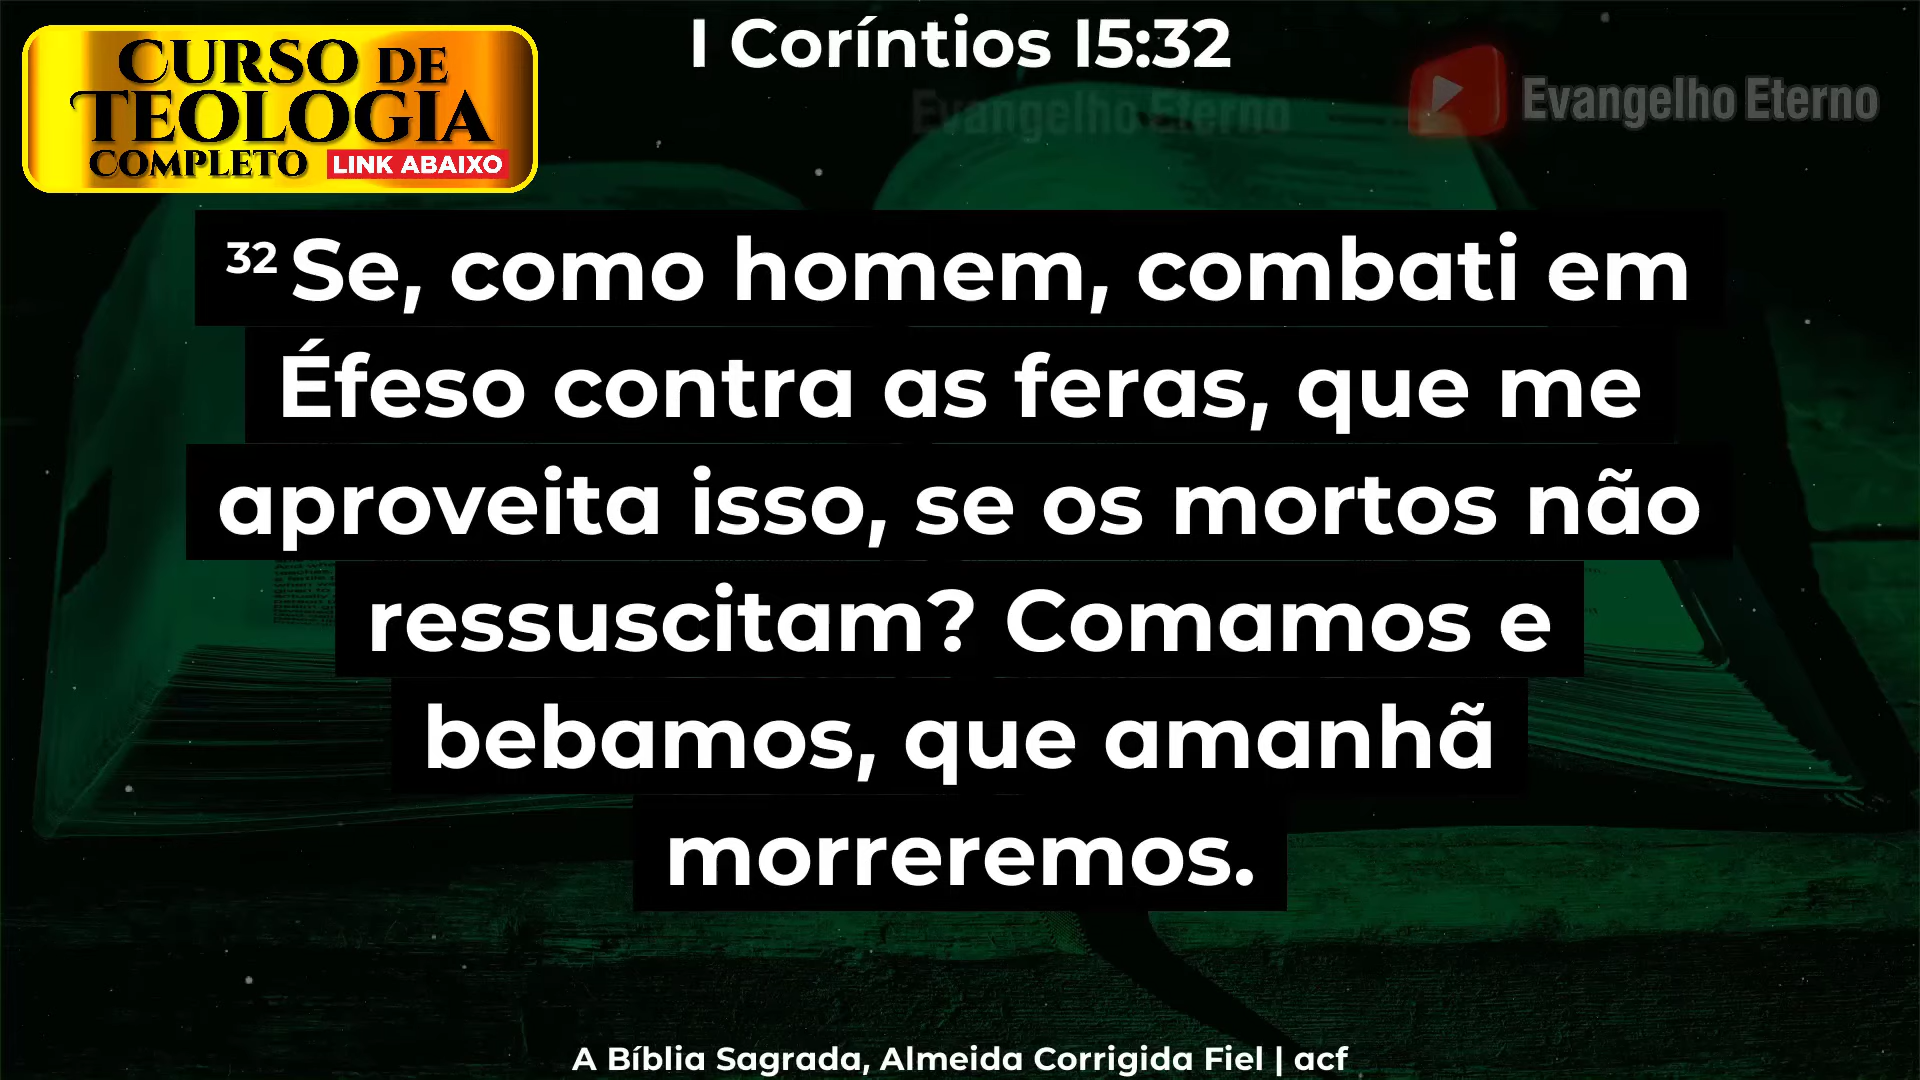 I Coríntios I5:32
CURSO DE
TEOLOGIA
COMPLETO LINK ABAIXO
Evangelho Eterno
Evangelho Eterno
32 Se, como homem, combati em
Éfeso contra as feras, que me
aproveita isso, se os mortos não
ressuscitam? Comamos e
bebamos, que amanhã
morreremos.
A Bíblia Sagrada, Almeida Corrigida Fiel | acf